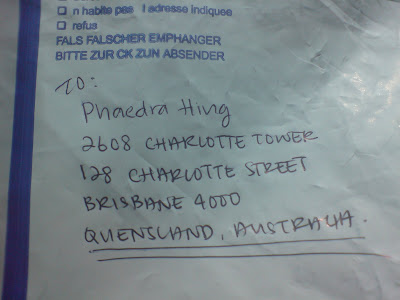 ☐ n habite pas l adresse indiquee
☐ refus
FALS FALSCHER EMPHANGER
BITTE ZUR CK ZUN ABSENDER
TO:
Phaedra Hing
2608 CHARLOTTE TOWER
128 CHARLOTTE STREET
BRISBANE 4000
QUENSLAND, AUSTRALIA.